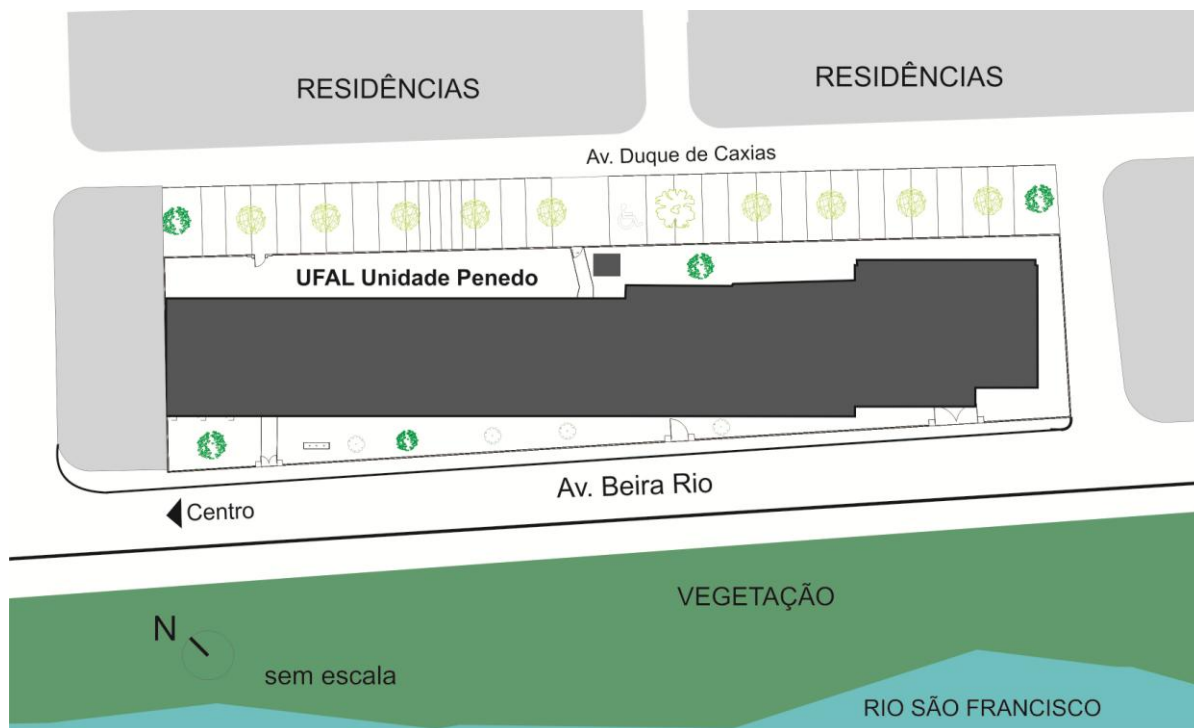 RESIDÊNCIAS
RESIDÊNCIAS
Av. Duque de Caxias
UFAL Unidade Penedo
Av. Beira Rio
Centro
VEGETAÇÃO
N
sem escala
RIO SÃO FRANCISCO